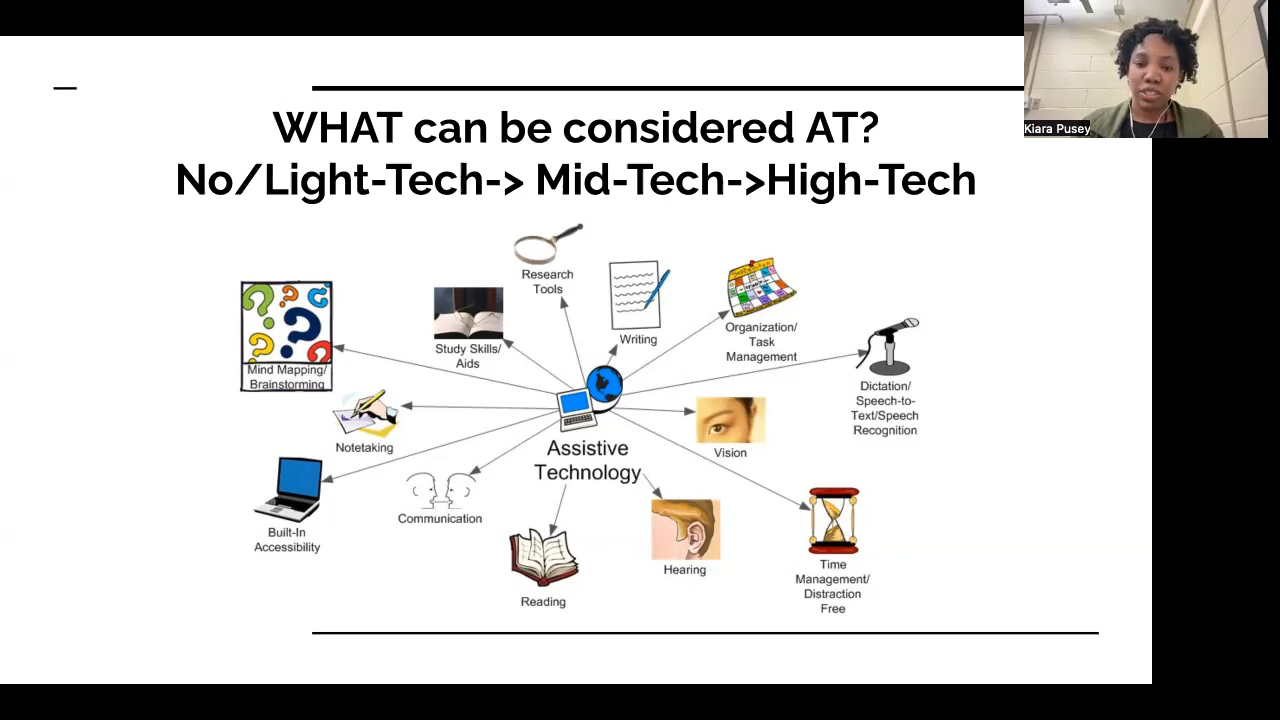 WHAT can be considered AT?
No/Light-Tech-> Mid-Tech->High-Tech
Kiara Pusey
Research
Tools
Writing
Organization/
Task
Management
Study Skills/
Aids
Mind Mapping/
Brainstorming
Dictation/
Speech-to-
Text/Speech
Recognition
Notetaking
Assistive
Technology
Vision
Built-In
Accessibility
Communication
Reading
Hearing
Time
Management/
Distraction
Free